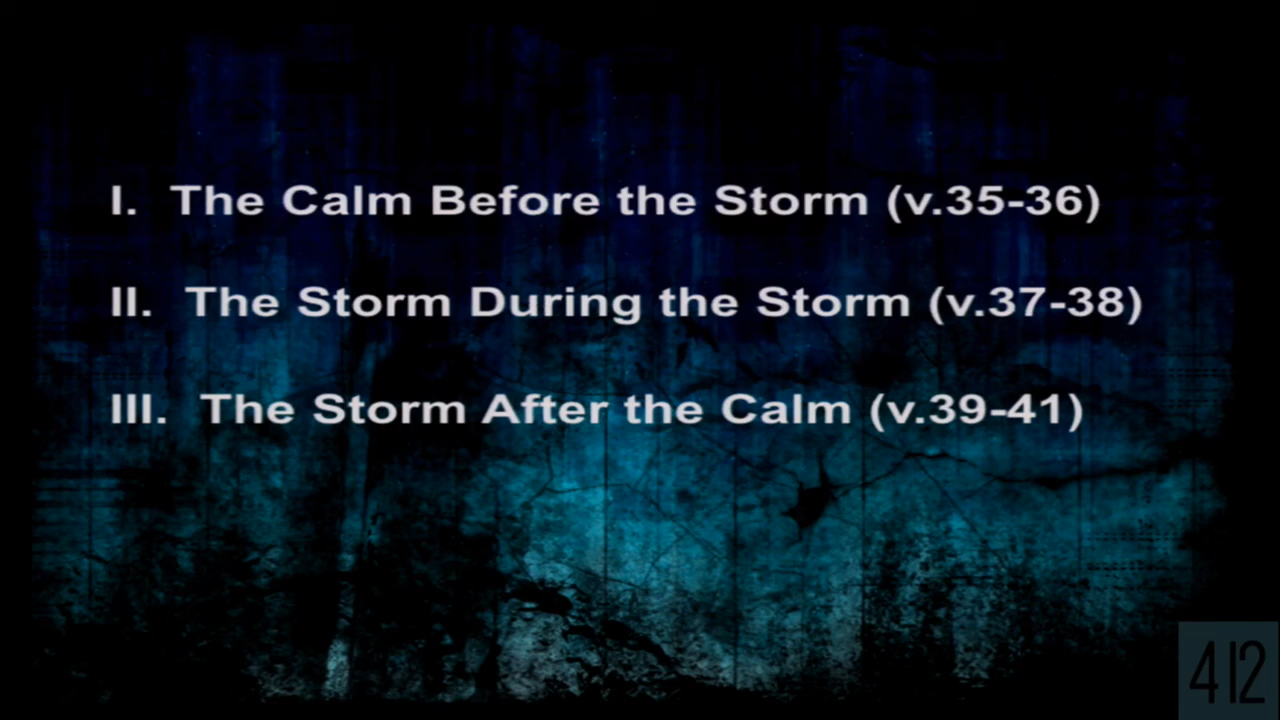 I. The Calm Before the Storm (v.35-36)
II. The Storm During the Storm (v.37-38)
III. The Storm After the Calm (v.39-41)
412